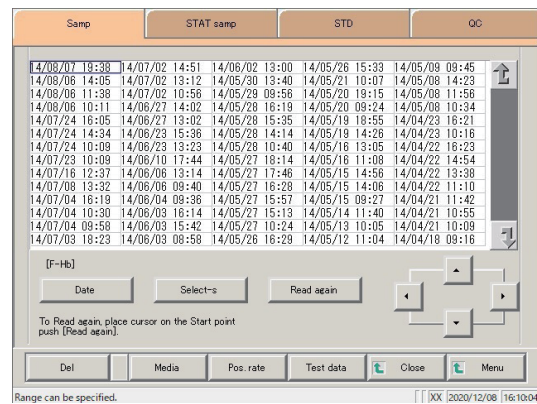 Samp STAT samp STD QC
14/08/07 19:38 14/07/02 14:51 14/06/02 13:00 14/05/26 15:33 14/05/09 09:45
14/08/06 14:05 14/07/02 13:12 14/05/30 13:40 14/05/21 10:07 14/05/08 14:23
14/08/06 11:38 14/07/02 10:56 14/05/29 09:56 14/05/20 19:15 14/05/08 11:56
14/08/06 10:11 14/06/27 14:02 14/05/28 16:19 14/05/20 09:24 14/05/08 10:34
14/07/24 16:05 14/06/27 13:02 14/05/28 15:35 14/05/19 18:55 14/04/23 16:21
14/07/24 14:34 14/06/23 15:36 14/05/28 14:14 14/05/19 14:26 14/04/23 10:16
14/07/24 10:09 14/06/23 13:23 14/05/28 10:40 14/05/16 13:05 14/04/22 16:23
14/07/23 10:09 14/06/10 17:44 14/05/27 18:14 14/05/16 11:08 14/04/22 14:54
14/07/16 12:37 14/06/06 13:14 14/05/27 17:46 14/05/15 14:56 14/04/22 13:38
14/07/08 13:32 14/06/06 09:40 14/05/27 16:28 14/05/15 14:06 14/04/22 11:10
14/07/04 16:19 14/06/04 09:36 14/05/27 15:57 14/05/15 09:27 14/04/21 11:42
14/07/04 10:30 14/06/03 16:14 14/05/27 15:13 14/05/14 11:40 14/04/21 10:55
14/07/04 09:58 14/06/03 15:42 14/05/27 10:24 14/05/13 10:05 14/04/21 10:09
14/07/03 18:23 14/06/03 08:58 14/05/26 16:29 14/05/12 11:04 14/04/18 09:16
[F-Hb]
Date Select-s Read again
To Read again, place cursor on the Start point
push [Read again].
Del Media Pos. rate Test data Close Menu
Range can be specified. XX 2020/12/08 16:10:04